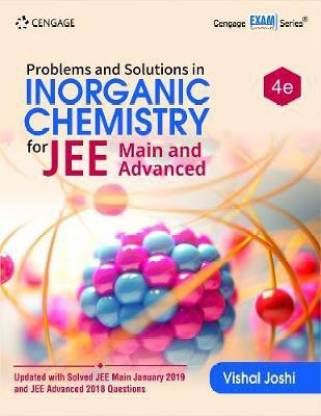 CENGAGE
Cengage EXAM Series®
Problems and Solutions in
INORGANIC
CHEMISTRY
for JEE Main and
Advanced
4e
Updated with Solved JEE Main January 2019
and JEE Advanced 2018 Questions
Vishal Joshi